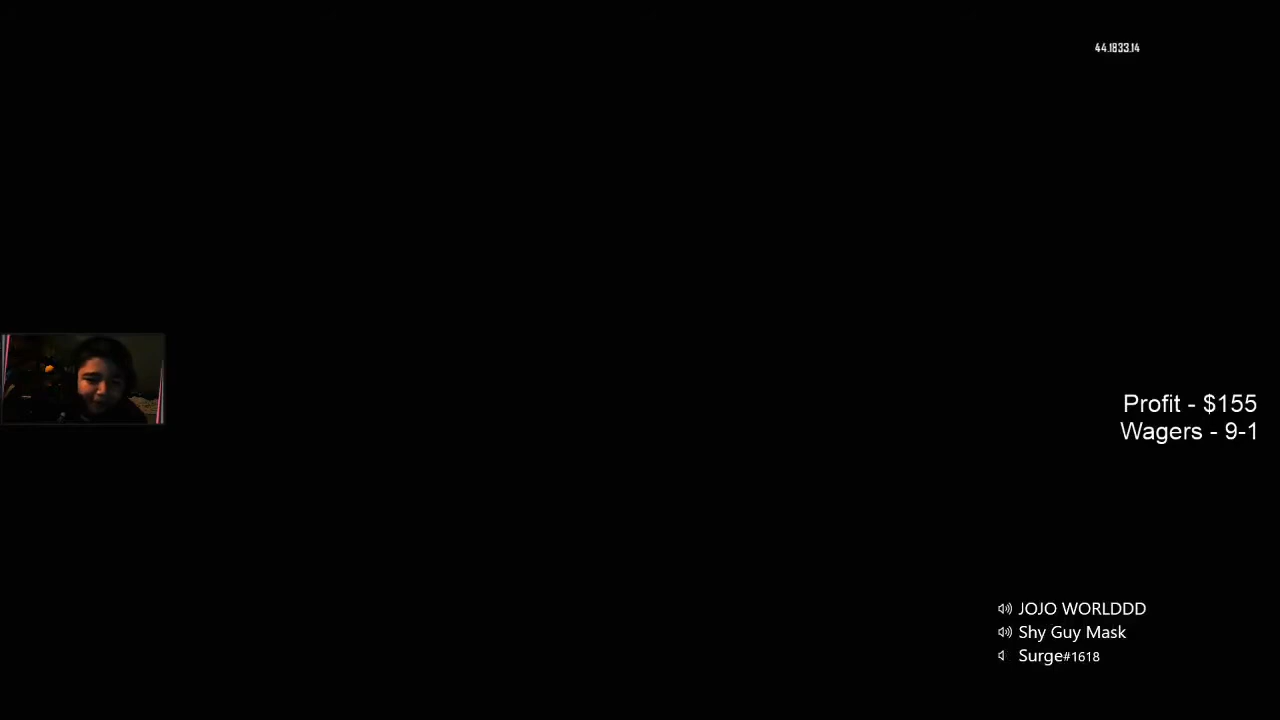 44.1833.14
Profit - $155
Wagers - 9-1
JOJO WORLDDD
Shy Guy Mask
Surge#1618